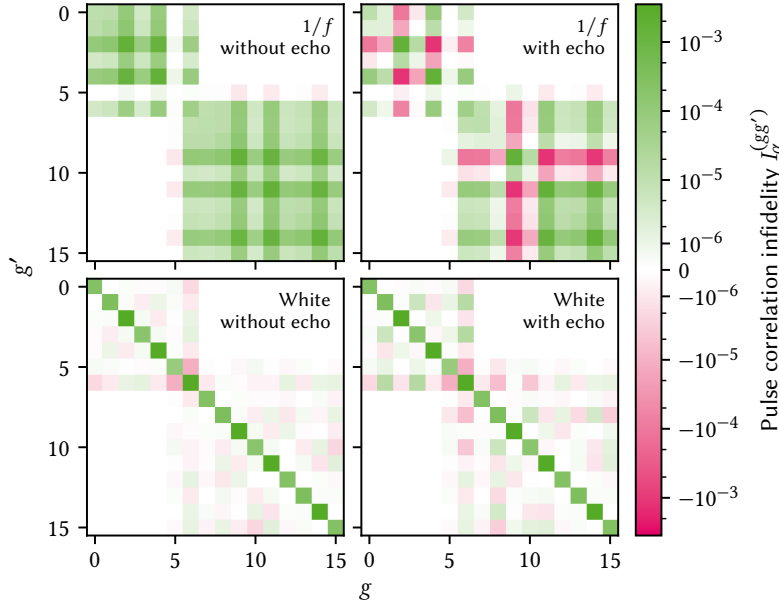 0
5
10
15
1/f
without echo
1/f
with echo
g′
0
5
10
15
0
5
10
15
White
without echo
0
5
10
15
White
with echo
g
10⁻³
10⁻⁴
10⁻⁵
10⁻⁶
0
−10⁻⁶
−10⁻⁵
−10⁻⁴
−10⁻³
Pulse correlation infidelity I_α^(gg′)